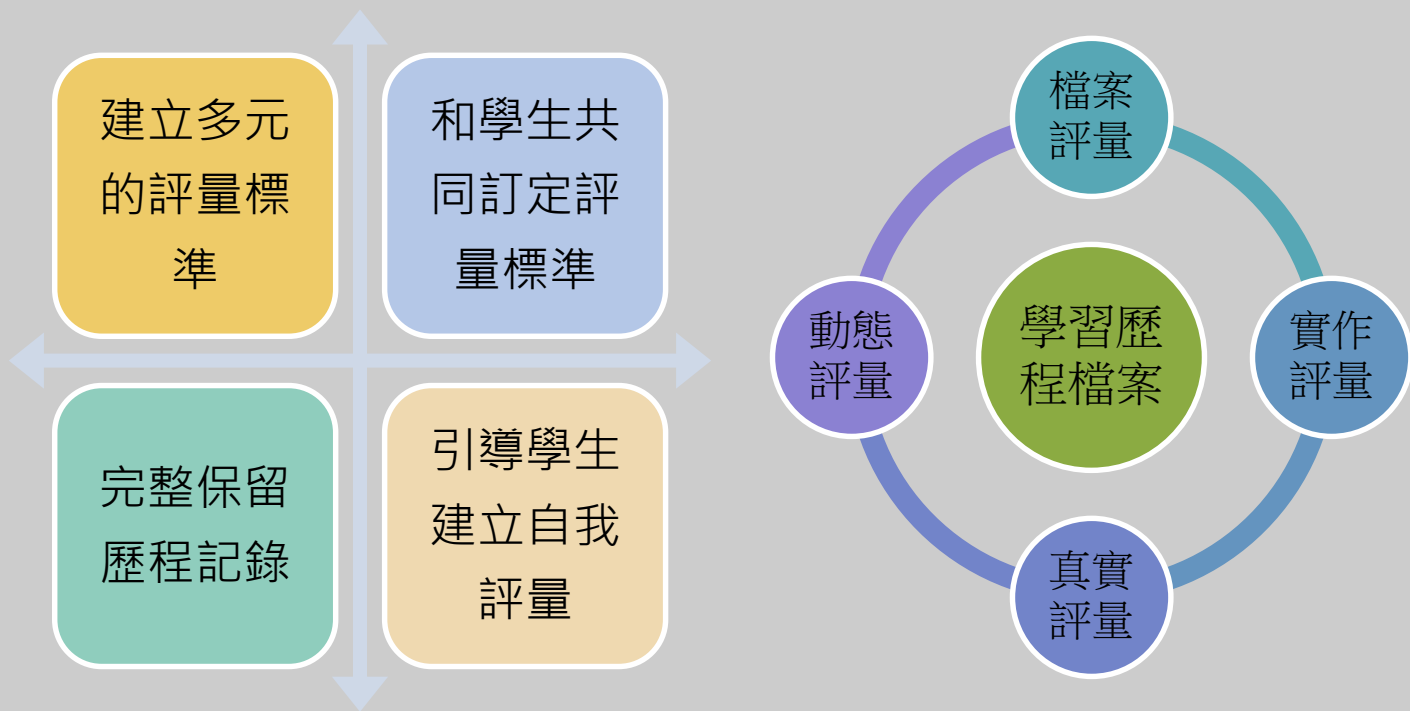 建立多元
的評量標
準
和學生共
同訂定評
量標準
完整保留
歷程記錄
引導學生
建立自我
評量
檔案
評量
實作
評量
真實
評量
動態
評量
學習歷
程檔案